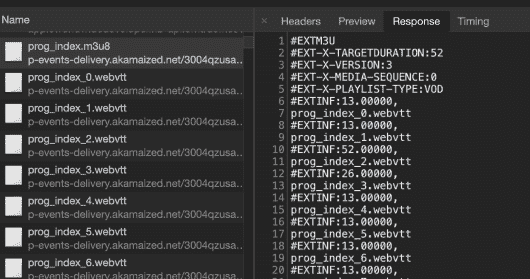 Name
prog_index.m3u8
p-events-delivery.akamaized.net/3004qzusa...
prog_index_0.webvtt
p-events-delivery.akamaized.net/3004qzusa...
prog_index_1.webvtt
p-events-delivery.akamaized.net/3004qzusa...
prog_index_2.webvtt
p-events-delivery.akamaized.net/3004qzusa...
prog_index_3.webvtt
p-events-delivery.akamaized.net/3004qzusa...
prog_index_4.webvtt
p-events-delivery.akamaized.net/3004qzusa...
prog_index_5.webvtt
p-events-delivery.akamaized.net/3004qzusa...
prog_index_6.webvtt
× Headers Preview Response Timing
1 #EXTM3U
2 #EXT-X-TARGETDURATION:52
3 #EXT-X-VERSION:3
4 #EXT-X-MEDIA-SEQUENCE:0
5 #EXT-X-PLAYLIST-TYPE:VOD
6 #EXTINF:13.00000,
7 prog_index_0.webvtt
8 #EXTINF:13.00000,
9 prog_index_1.webvtt
10 #EXTINF:52.00000,
11 prog_index_2.webvtt
12 #EXTINF:26.00000,
13 prog_index_3.webvtt
14 #EXTINF:13.00000,
15 prog_index_4.webvtt
16 #EXTINF:13.00000,
17 prog_index_5.webvtt
18 #EXTINF:13.00000,
19 prog_index_6.webvtt
20 #EXTINF:13.00000,